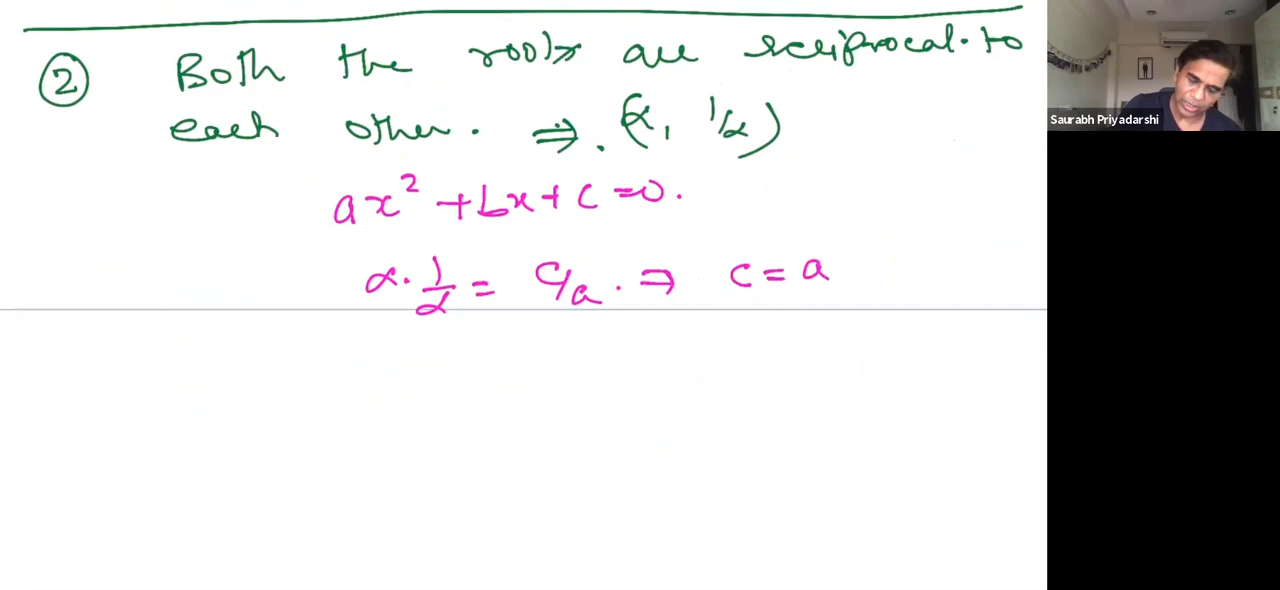 ② Both the roots are reciprocal. to
each other. ⇒ . (α, 1/α)
ax² + bx + c = 0.
α. 1/α = c/a . ⇒ c = a
Saurabh Priyadarshi